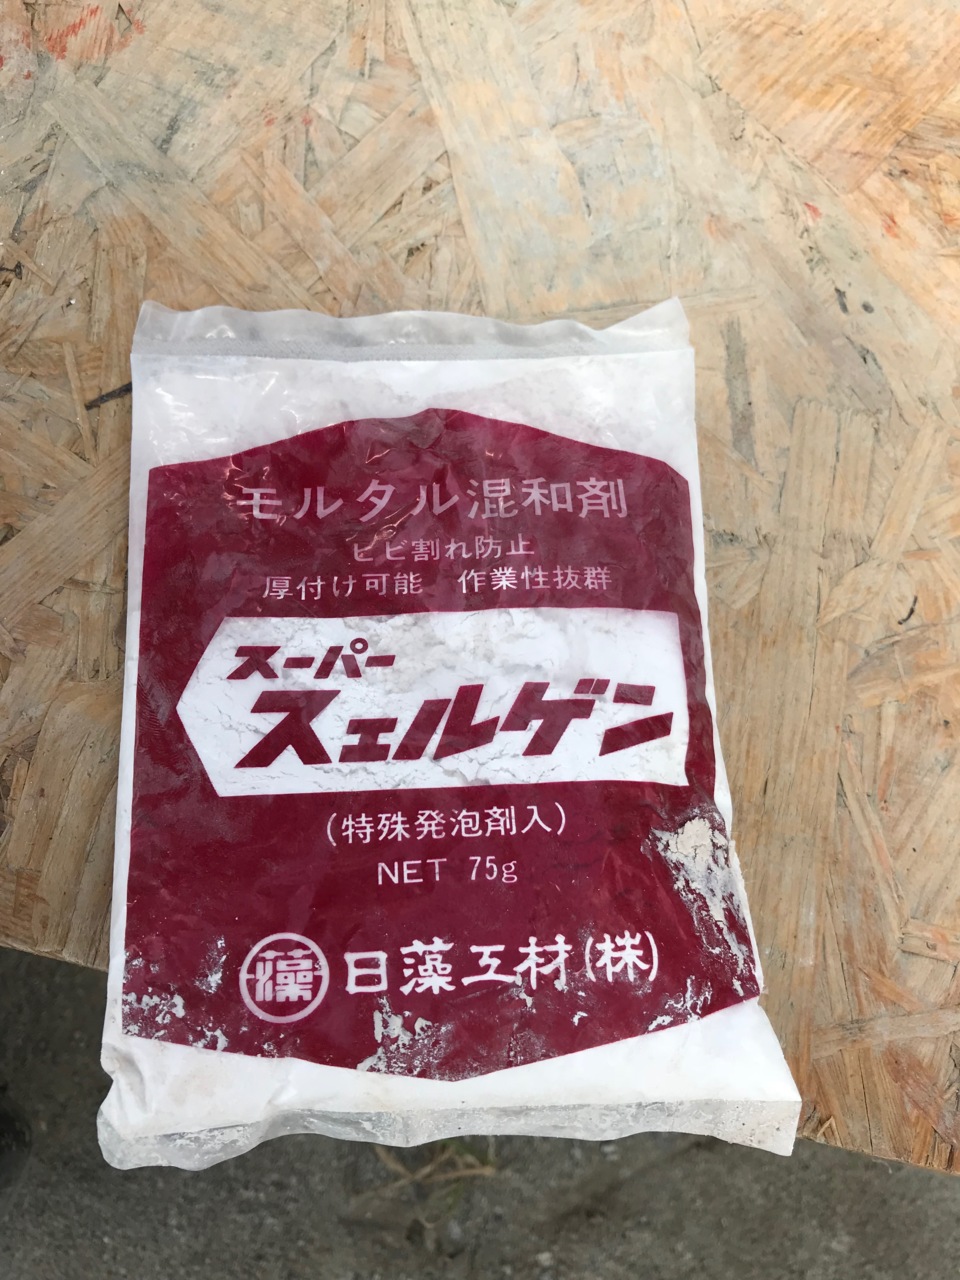 モルタル混和剤
ヒビ割れ防止
厚付け可能 作業性抜群
スーパー
スェルゲン
(特殊発泡剤入)
NET 75g
藻 日藻工材(株)